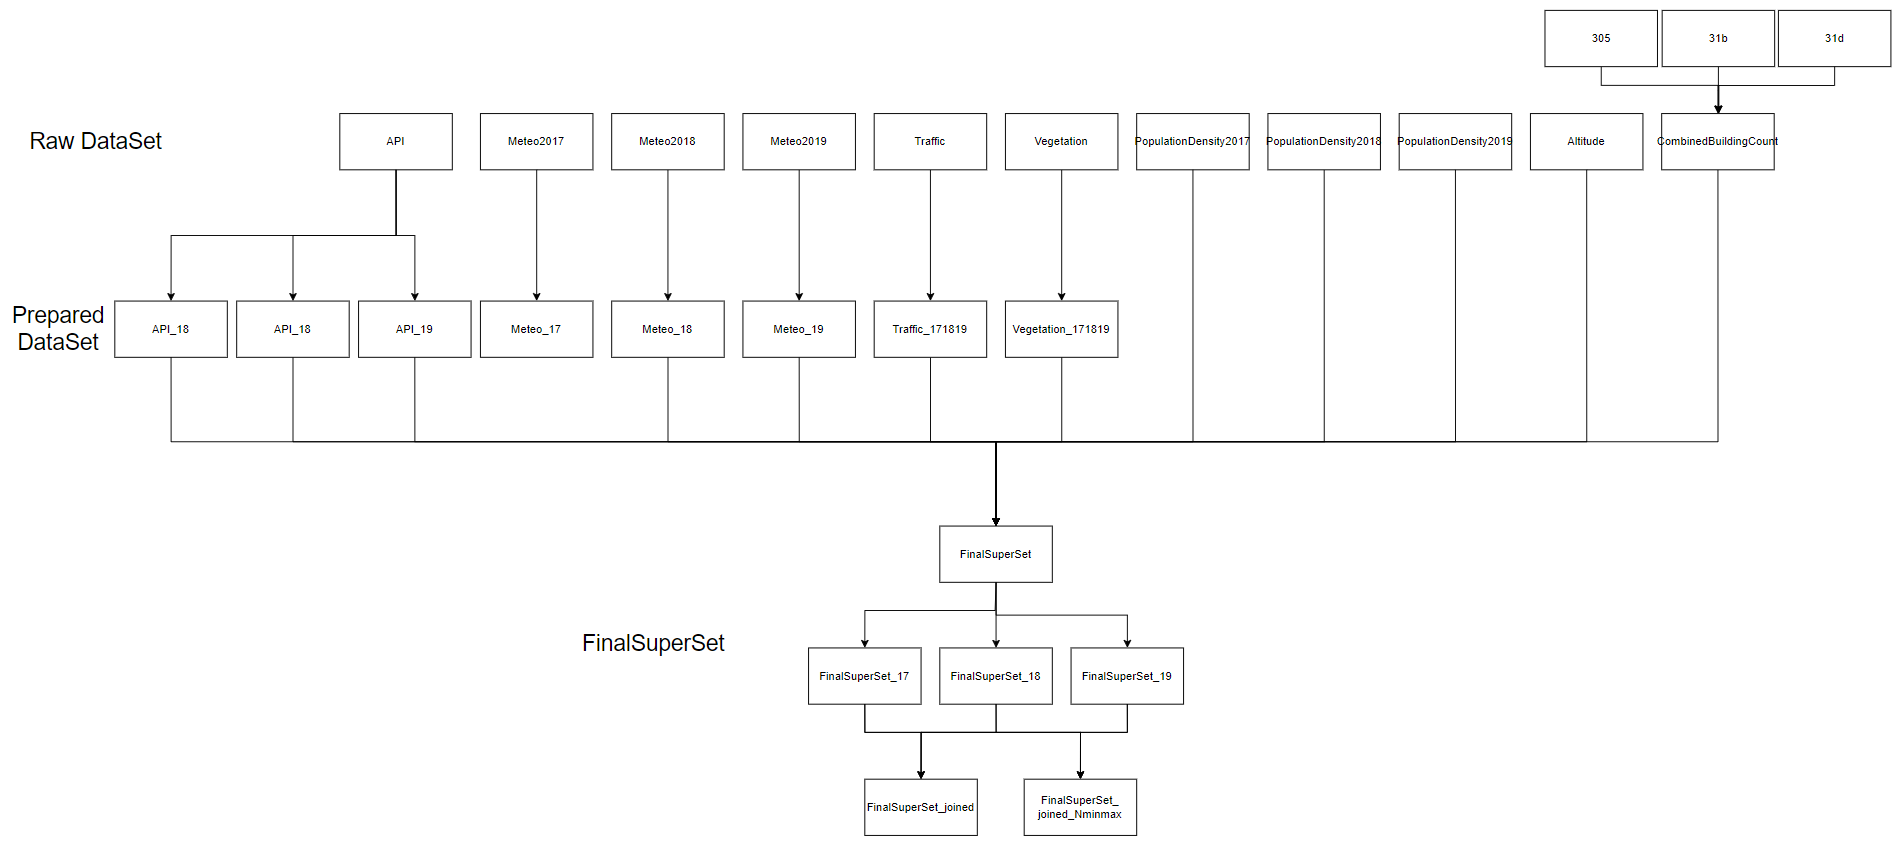 305
31b
31d
Raw DataSet
API
Meteo2017
Meteo2018
Meteo2019
Traffic
Vegetation
PopulationDensity2017
PopulationDensity2018
PopulationDensity2019
Altitude
CombinedBuildingCount
Prepared
DataSet
API_18
API_18
API_19
Meteo_17
Meteo_18
Meteo_19
Traffic_171819
Vegetation_171819
FinalSuperSet
FinalSuperSet
FinalSuperSet_17
FinalSuperSet_18
FinalSuperSet_19
FinalSuperSet_joined
FinalSuperSet_
joined_Nminmax